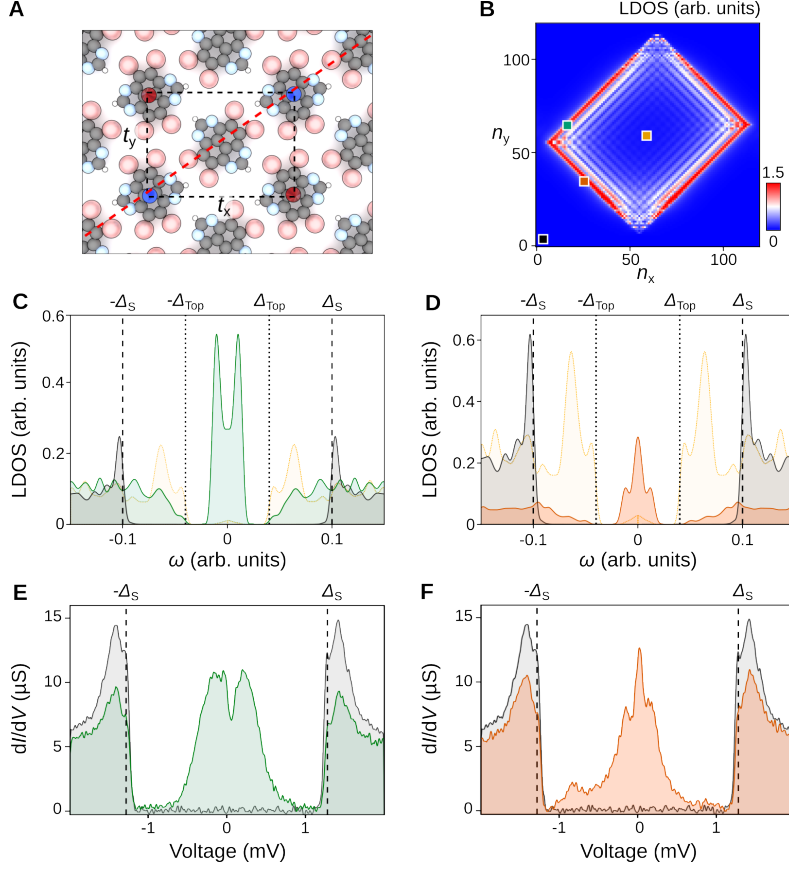 A
t_y
t_x
B
LDOS (arb. units)
100
n_y
50
0
0
50
100
n_x
1.5
0
C
-Δ_S
-Δ_Top
Δ_Top
Δ_S
0.6
0.4
0.2
0
LDOS (arb. units)
-0.1
0
0.1
ω (arb. units)
D
-Δ_S
-Δ_Top
Δ_Top
Δ_S
0.6
0.4
0.2
0
LDOS (arb. units)
-0.1
0
0.1
ω (arb. units)
E
-Δ_S
Δ_S
15
10
5
0
dI/dV (µS)
-1
0
1
Voltage (mV)
F
-Δ_S
Δ_S
15
10
5
0
dI/dV (µS)
-1
0
1
Voltage (mV)